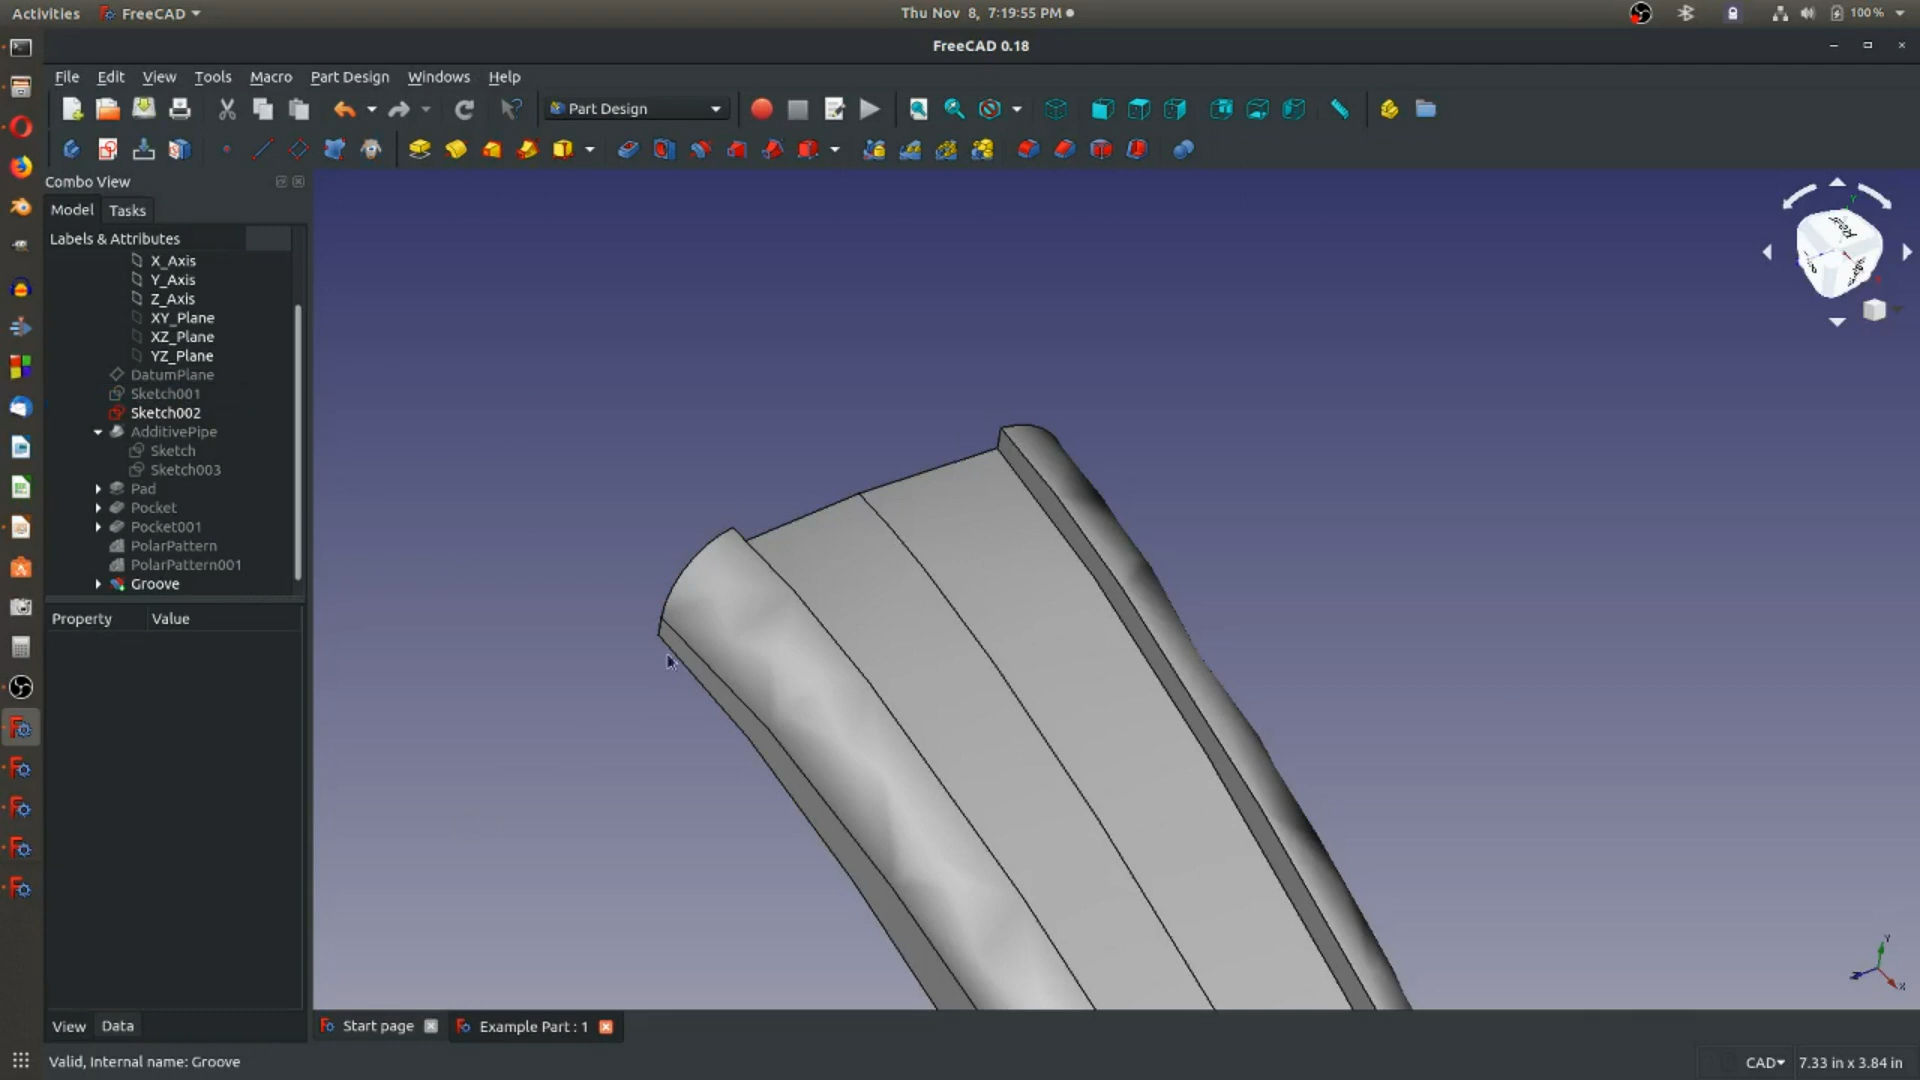 Activities FreeCAD Thu Nov 8, 7:19:55 PM 100%
FreeCAD 0.18
File Edit View Tools Macro Part Design Windows Help
Part Design
Combo View
Model Tasks
Labels & Attributes
X_Axis
Y_Axis
Z_Axis
XY_Plane
XZ_Plane
YZ_Plane
DatumPlane
Sketch001
Sketch002
AdditivePipe
Sketch
Sketch003
Pad
Pocket
Pocket001
PolarPattern
PolarPattern001
Groove
Property Value
Rear
Y
Y
Z
X
View Data
Start page Example Part : 1
Valid, Internal name: Groove CAD 7.33 in x 3.84 in